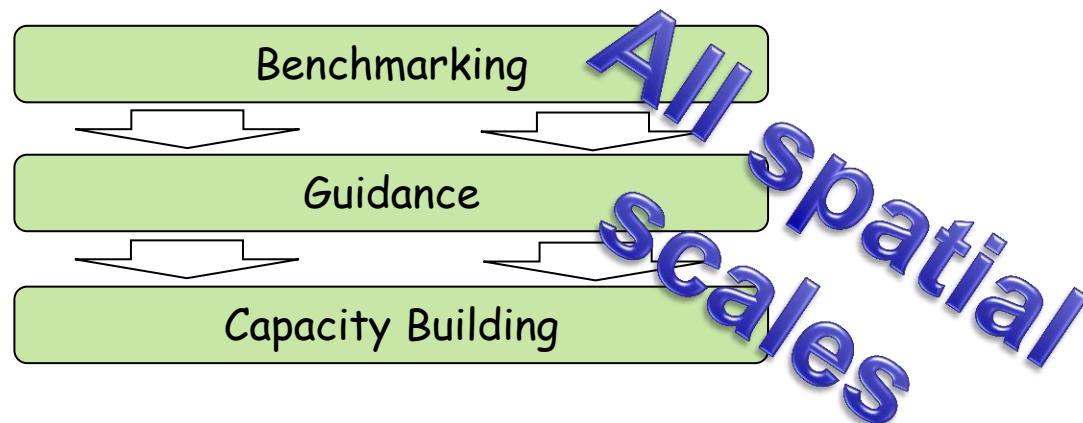 Benchmarking
Guidance
Capacity Building
All spatial
scales